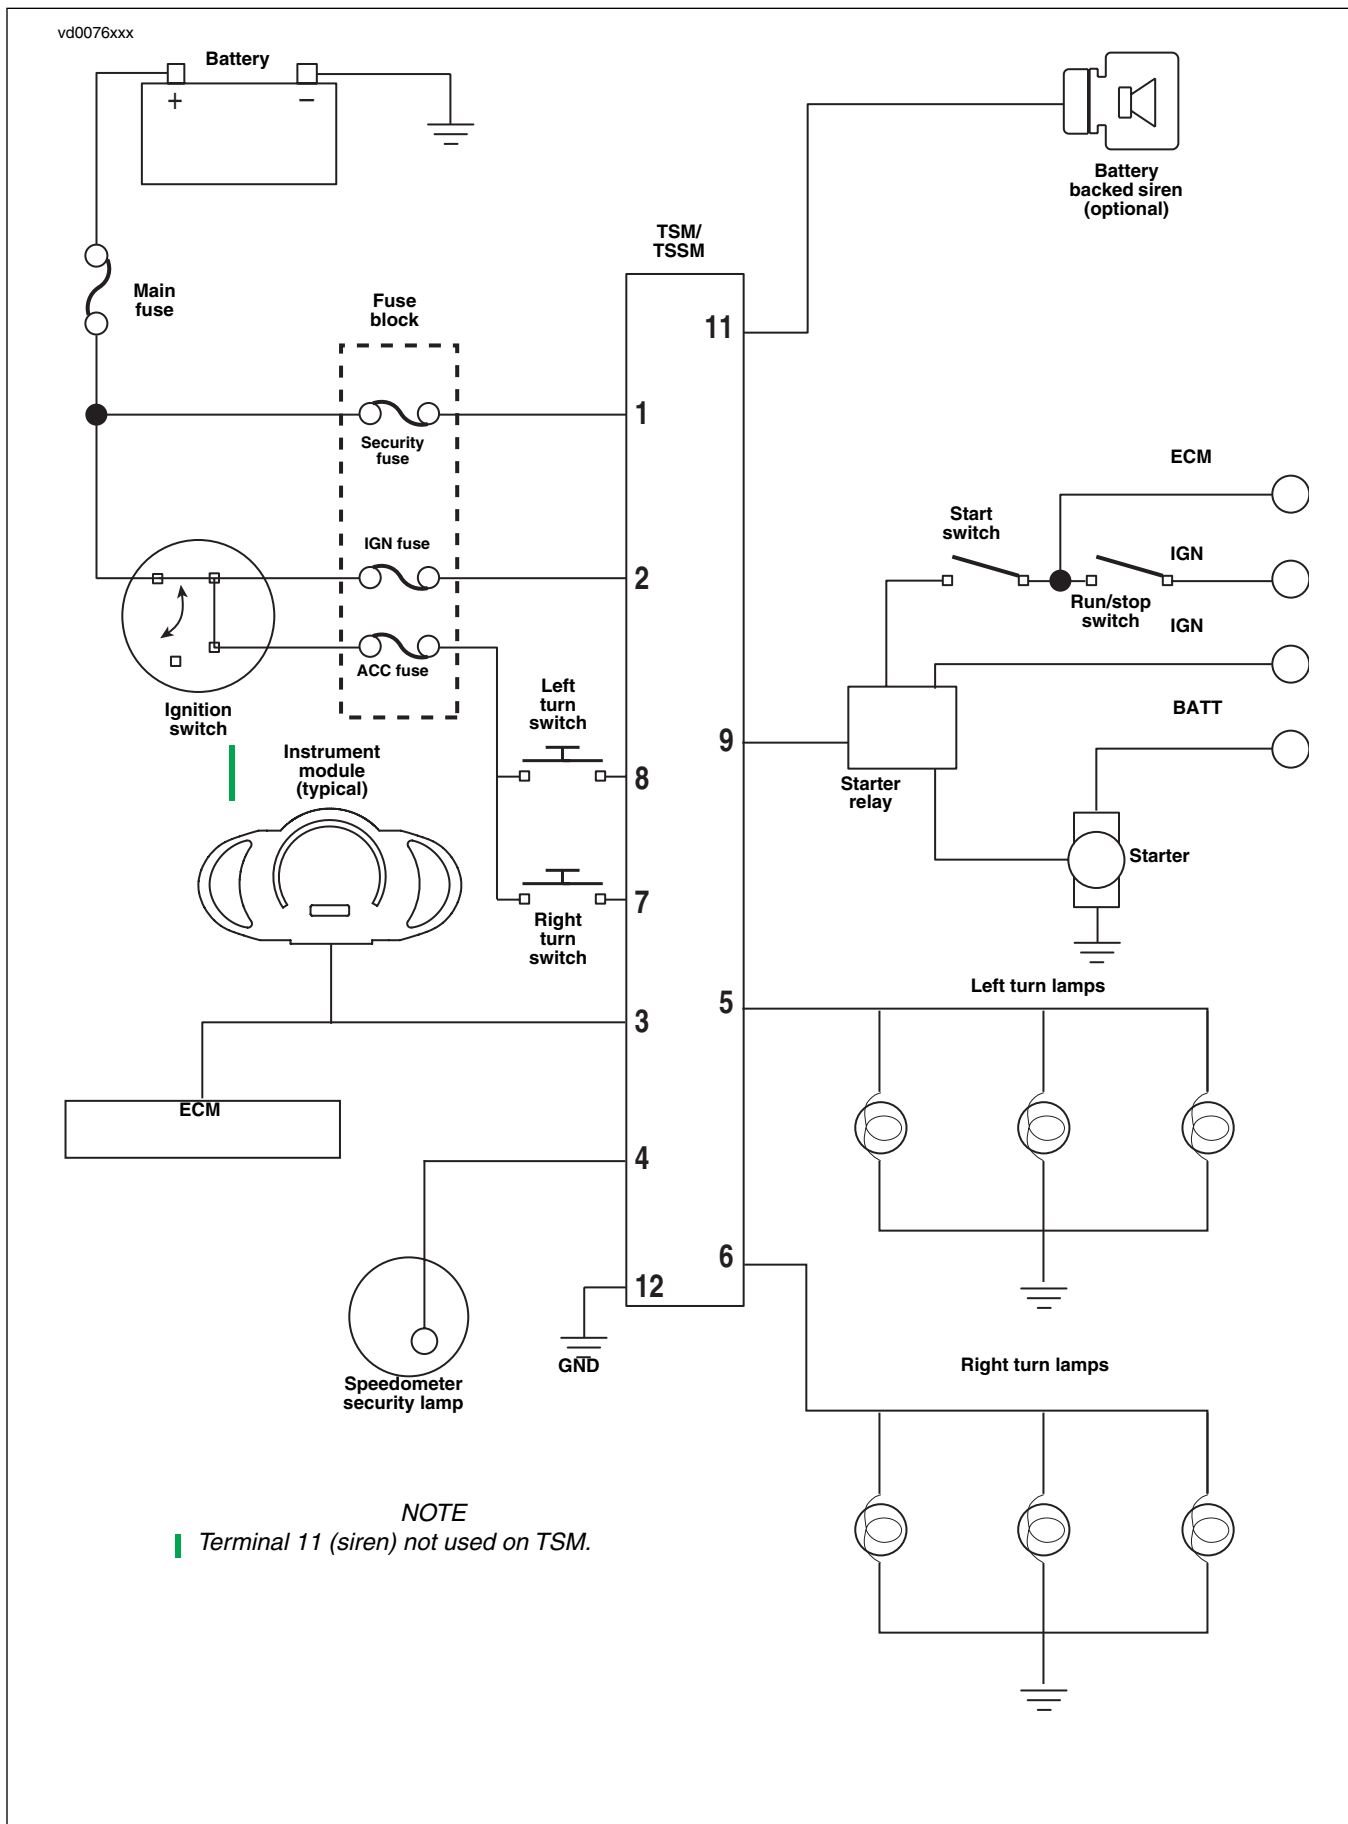 vd0076xxx
Battery
+
−
Battery
backed siren
(optional)
TSM/
TSSM
Main
fuse
Fuse
block
11
1
Security
fuse
ECM
Start
switch
IGN fuse
IGN
2
Run/stop
switch
IGN
ACC fuse
Ignition
switch
Left
turn
switch
BATT
9
Instrument
module
(typical)
8
Starter
relay
Starter
7
Right
turn
switch
Left turn lamps
5
3
ECM
4
6
12
GND
Speedometer
security lamp
Right turn lamps
NOTE
Terminal 11 (siren) not used on TSM.